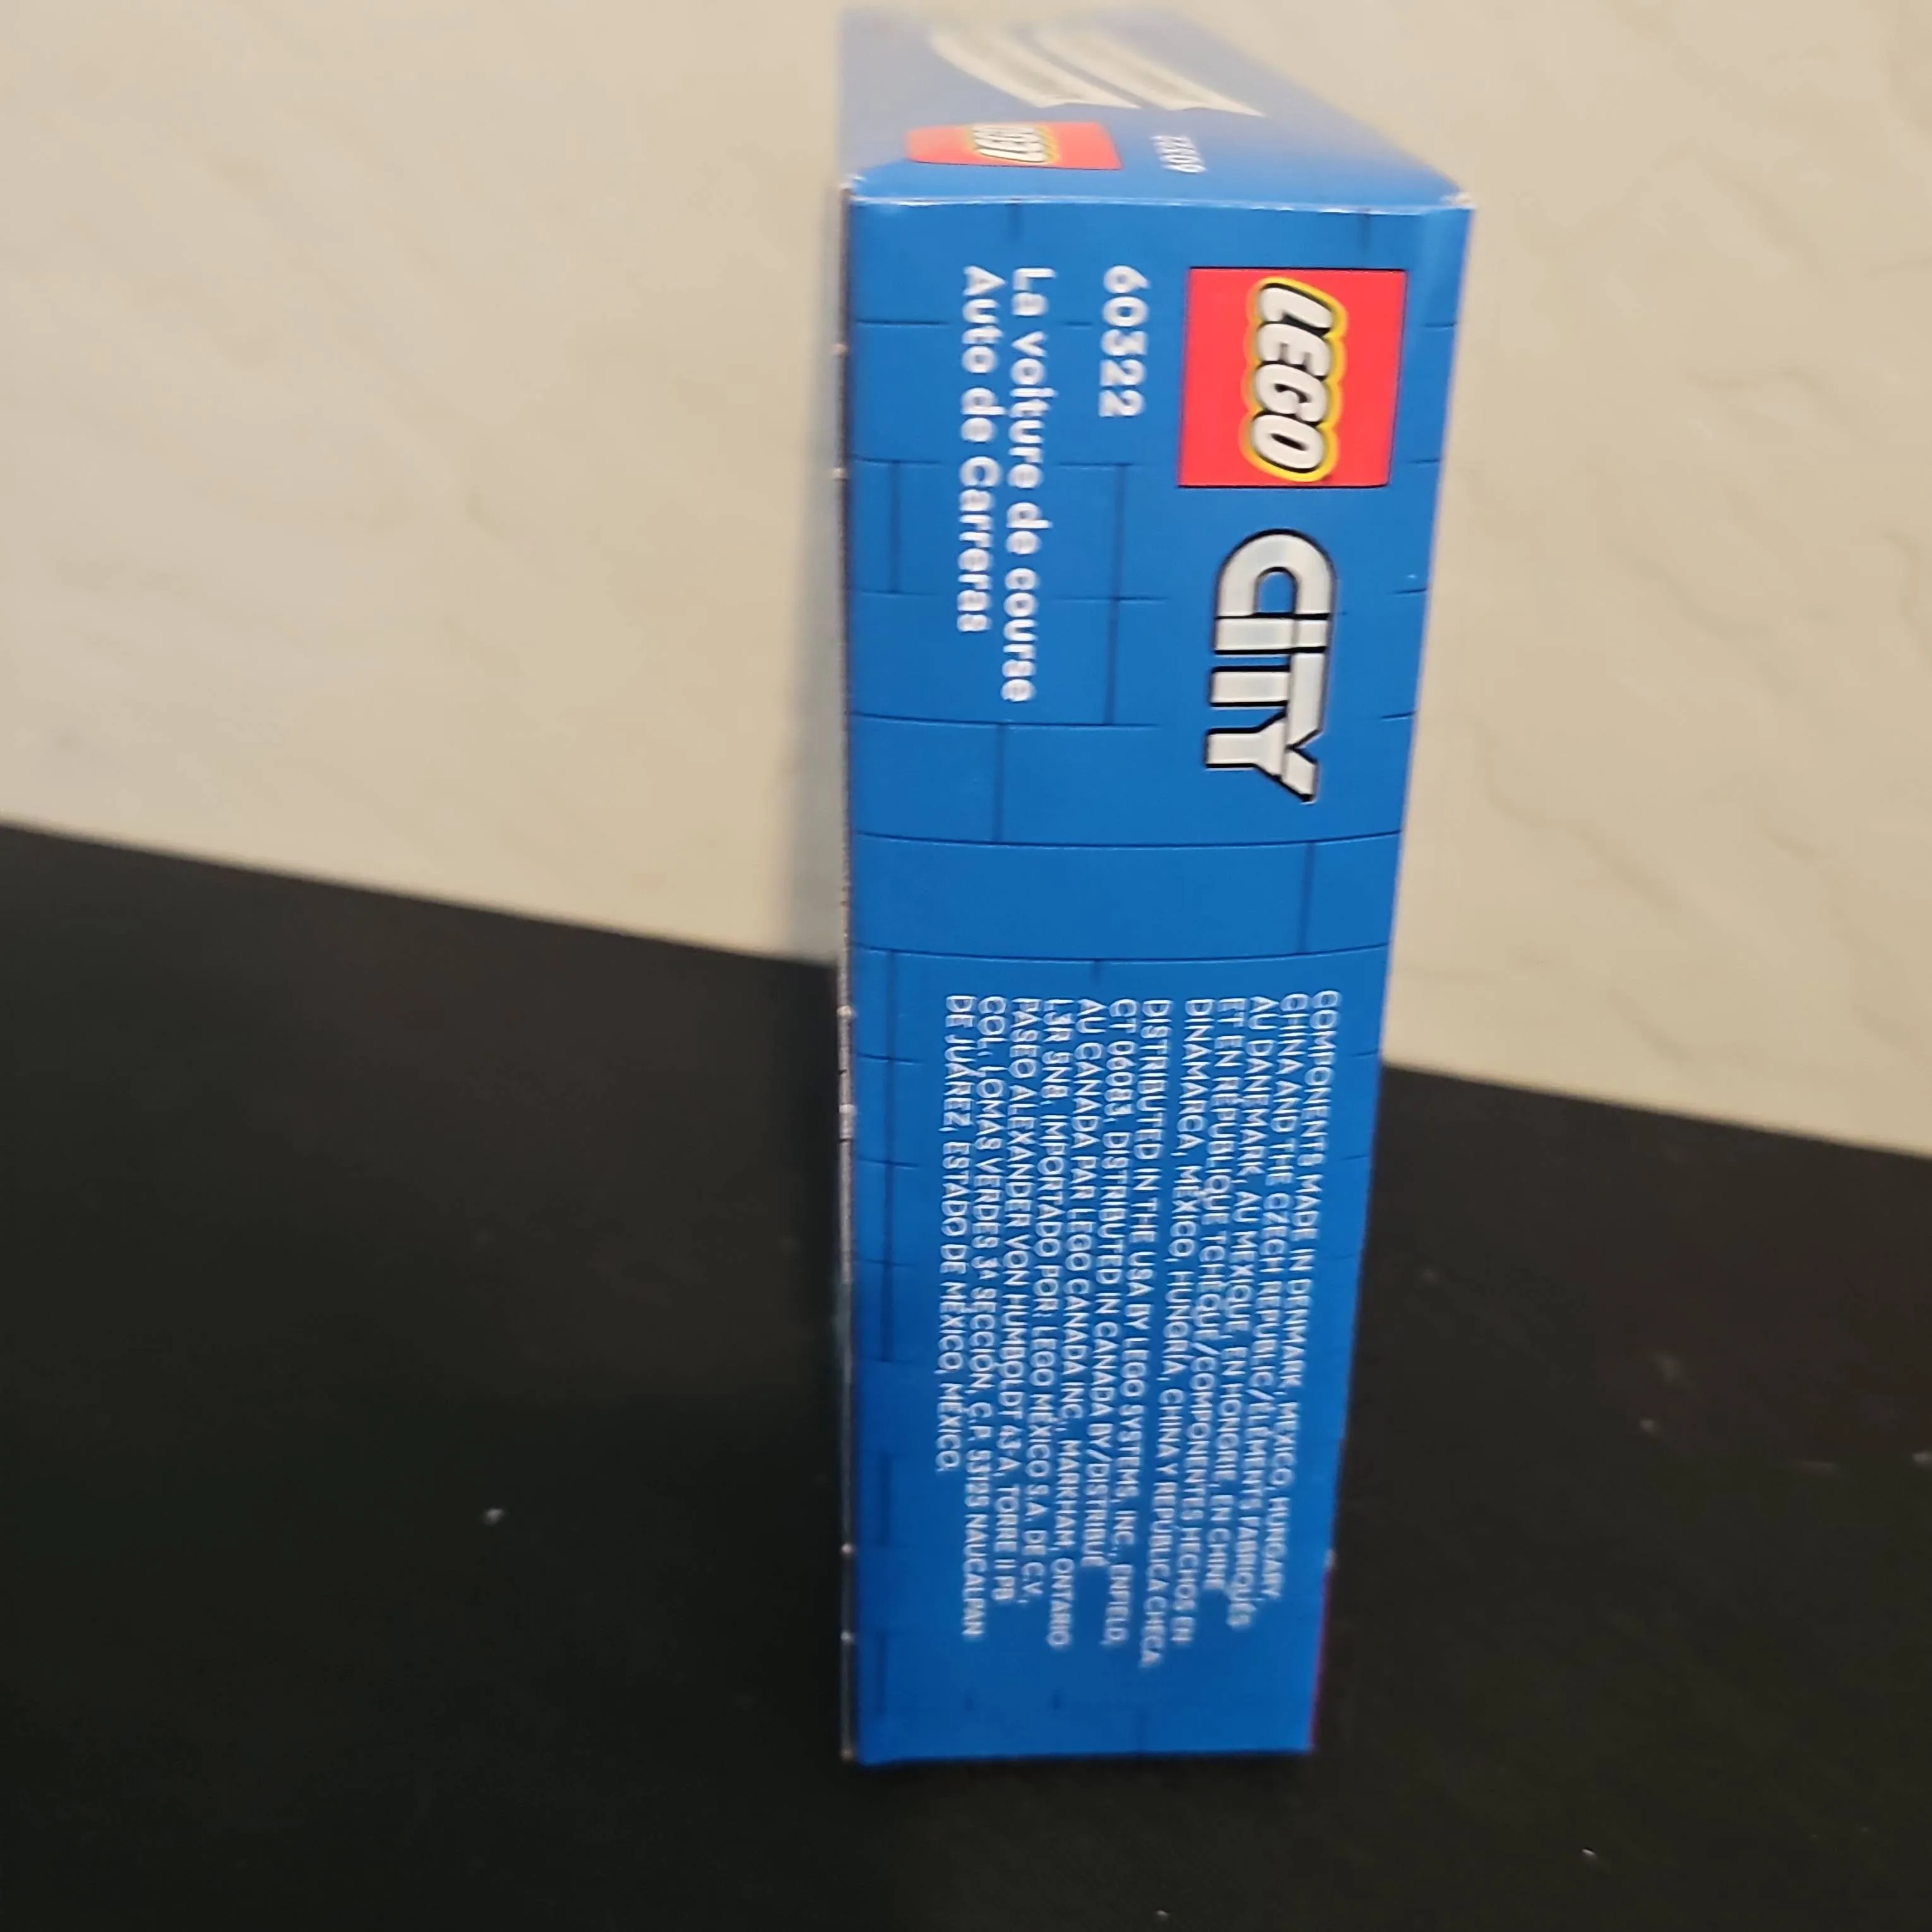 LEGO
60322
LEGO CITY
60322
La voiture de course
Auto de Carreras
COMPONENTS MADE IN DENMARK, MEXICO, HUNGARY,
CHINA AND THE CZECH REPUBLIC/ÉLÉMENTS FABRIQUÉS
AU DANEMARK, AU MEXIQUE, EN HONGRIE, EN CHINE
ET EN RÉPUBLIQUE TCHÈQUE/COMPONENTES HECHOS EN
DINAMARCA, MÉXICO, HUNGRÍA, CHINA Y REPÚBLICA CHECA.
DISTRIBUTED IN THE USA BY LEGO SYSTEMS, INC., ENFIELD,
CT 06083, DISTRIBUTED IN CANADA BY/DISTRIBUÉ
AU CANADA PAR LEGO CANADA INC., MARKHAM, ONTARIO
L3R 5N8, IMPORTADO POR: LEGO MÉXICO S.A. DE C.V.,
PASEO ALEXANDER VON HUMBOLDT 43-A, TORRE II PB
COL. LOMAS VERDES 3A SECCIÓN, C.P. 53125 NAUCALPAN
DE JUÁREZ, ESTADO DE MÉXICO, MÉXICO.